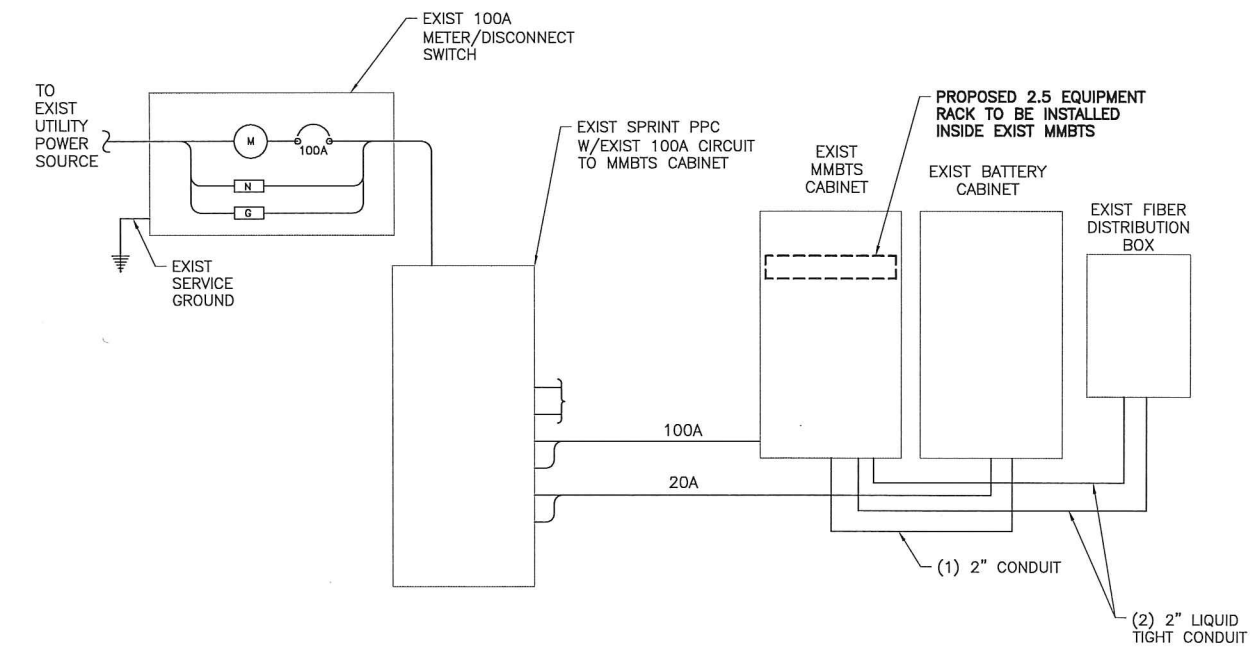 EXIST 100A
METER/DISCONNECT
SWITCH
TO
EXIST
UTILITY
POWER
SOURCE
M
100A
N
G
EXIST
SERVICE
GROUND
EXIST SPRINT PPC
W/EXIST 100A CIRCUIT
TO MMBTS CABINET
PROPOSED 2.5 EQUIPMENT
RACK TO BE INSTALLED
INSIDE EXIST MMBTS
EXIST
MMBTS
CABINET
EXIST BATTERY
CABINET
EXIST FIBER
DISTRIBUTION
BOX
100A
20A
(1) 2" CONDUIT
(2) 2" LIQUID
TIGHT CONDUIT